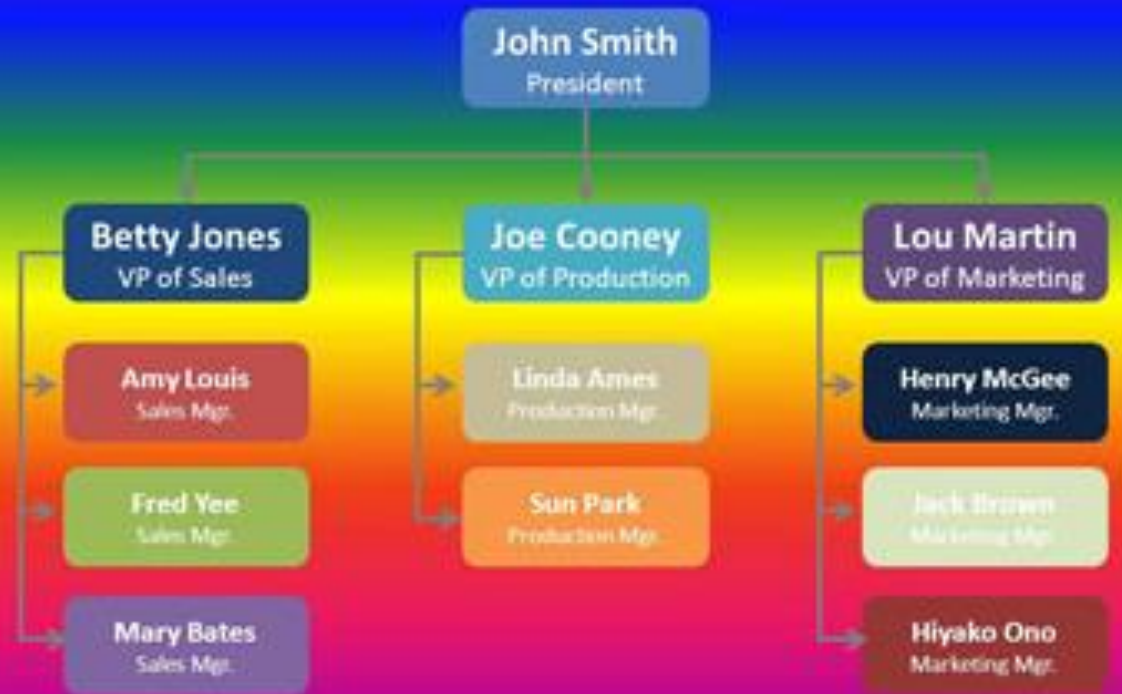 John Smith
President
Betty Jones
VP of Sales
Joe Cooney
VP of Production
Lou Martin
VP of Marketing
Amy Louis
Sales Mgr.
Linda Ames
Production Mgr.
Henry McGee
Marketing Mgr.
Fred Yee
Sales Mgr.
Sun Park
Production Mgr.
Jack Brown
Marketing Mgr.
Mary Bates
Sales Mgr.
Hiyako Ono
Marketing Mgr.